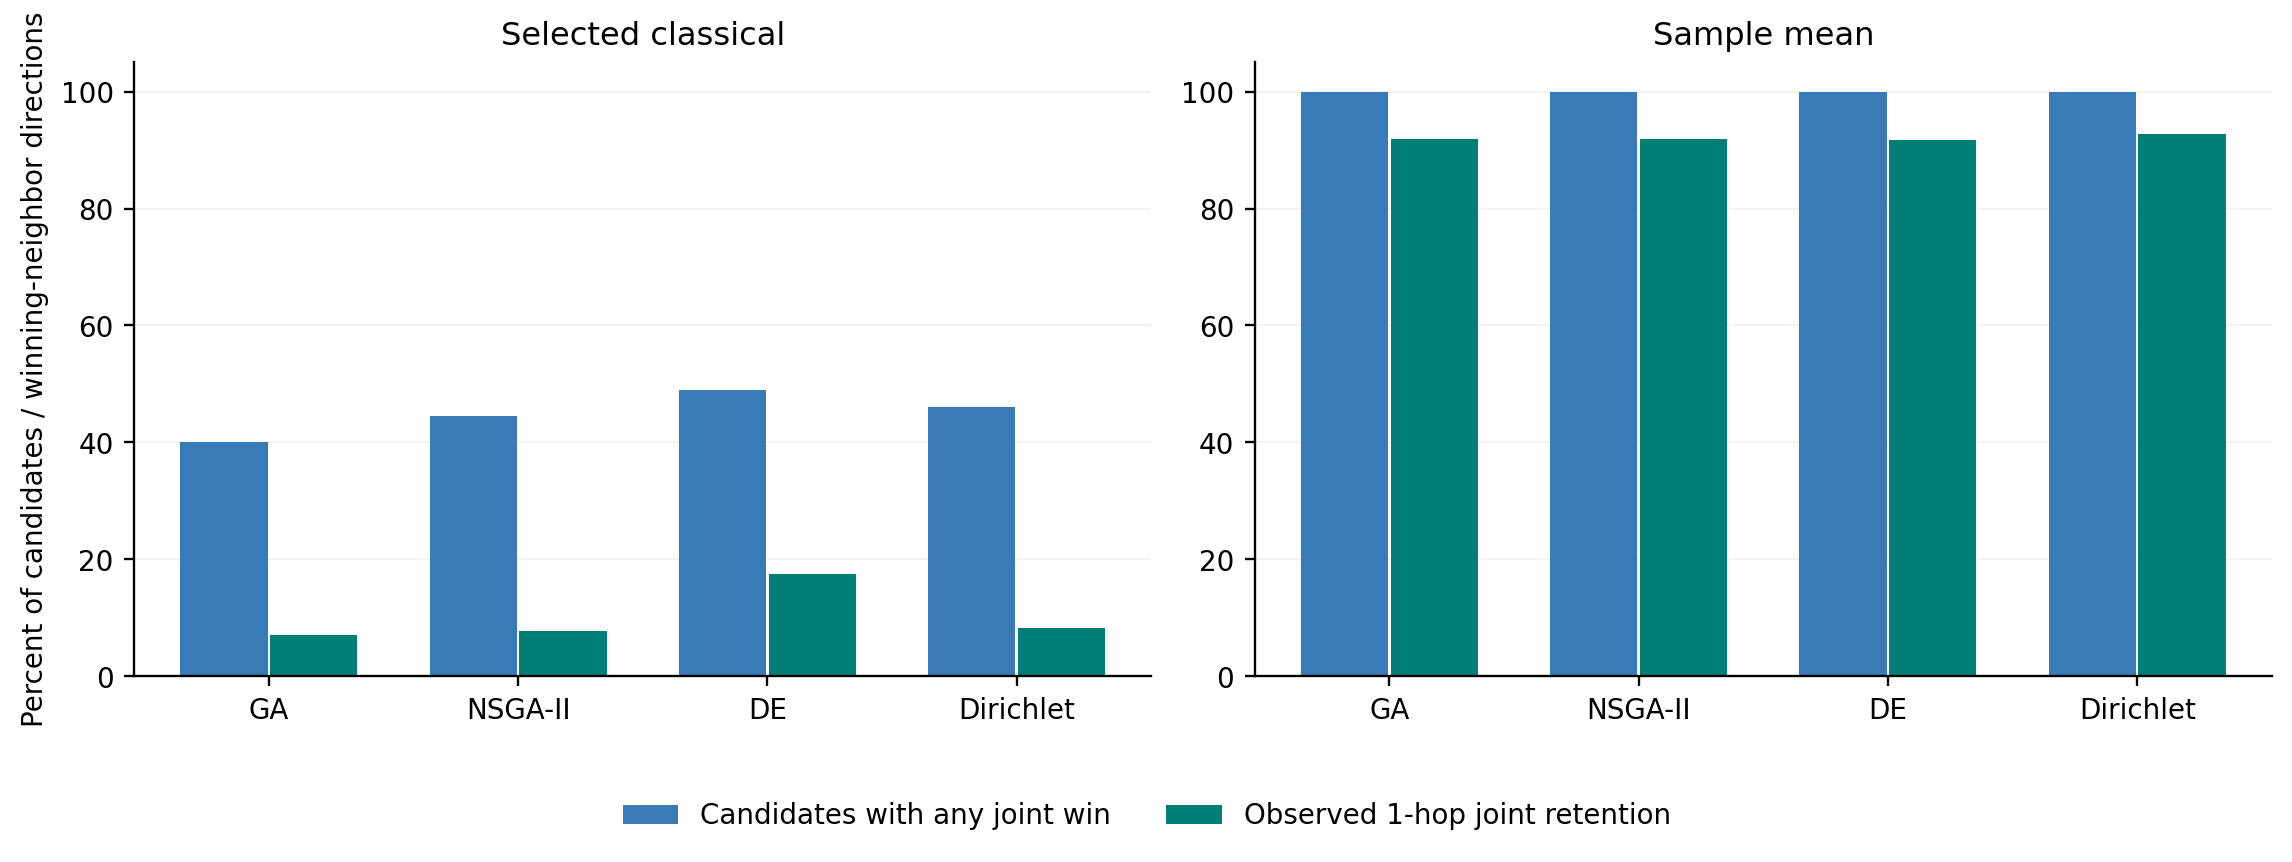 Selected classical
Sample mean
Percent of candidates / winning-neighbor directions
100
80
60
40
20
0
GA NSGA-II DE Dirichlet
100
80
60
40
20
0
GA NSGA-II DE Dirichlet
Candidates with any joint win
Observed 1-hop joint retention